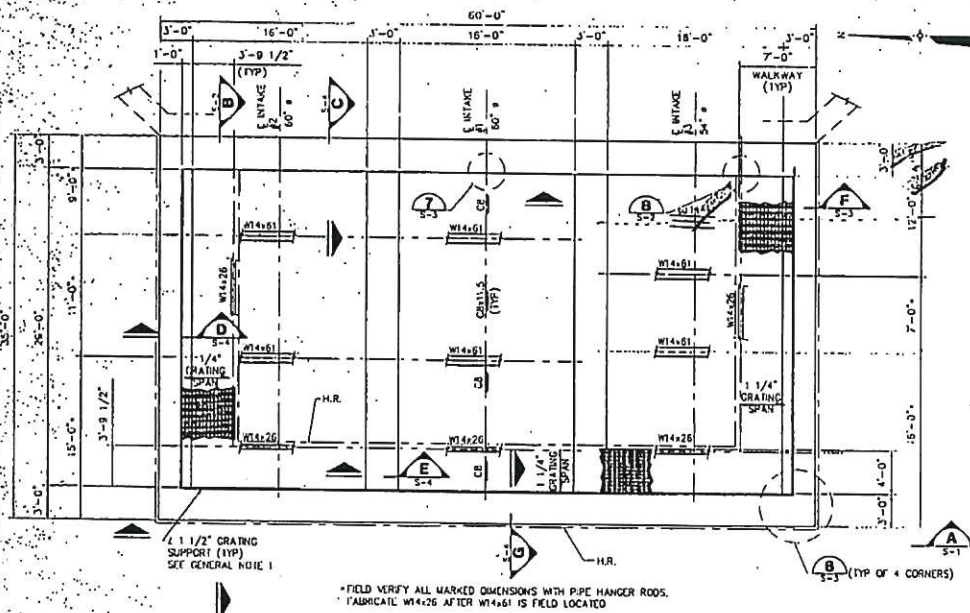 60'-0"
3'-0"
16'-0"
3'-0"
16'-0"
3'-0"
16'-0"
3'-0"
1'-0"
3'-9 1/2"
(TYP)
7'-0"
WALKWAY
(TYP)
B
S-2
C
S-4
℄ INTAKE
#2
60" ø
℄ INTAKE
#1
60" ø
℄ INTAKE
#3
54" ø
N
3'-0"
9'-0"
11'-0"
15'-0"
3'-0"
35'-0"
26'-0"
3'-9 1/2"
7
S-3
C8
8
S-2
F
S-3
3'-0"
12'-0"
7'-0"
16'-0"
4'-0"
3'-0"
W14x61
W14x61
W14x61
W14x26
C8x11.5
(TYP)
W14x26
D
S-4
W14x61
W14x61
W14x61
1/4"
GRATING
SPAN
C8
1 1/4"
GRATING
SPAN
H.R.
W14x26
W14x26
W14x26
E
S-4
C8
1 1/4"
GRATING
SPAN
1 1/2" GRATING
SUPPORT (TYP)
SEE GENERAL NOTE 1
G
H.R.
6
S-3
(TYP OF 4 CORNERS)
A
S-1
*FIELD VERIFY ALL MARKED DIMENSIONS WITH PIPE HANGER RODS.
FABRICATE W14x26 AFTER W14x61 IS FIELD LOCATED